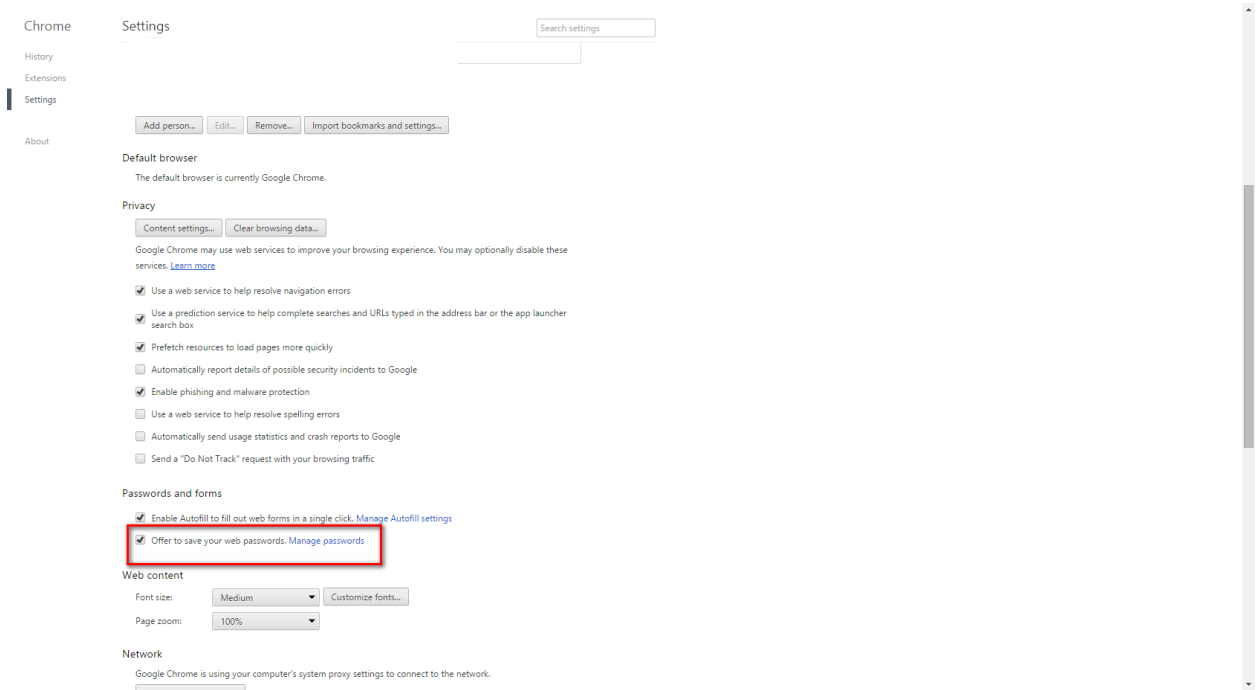 Chrome
Settings
Search settings
History
Extensions
Settings
About
Add person...
Edit...
Remove...
Import bookmarks and settings...
Default browser
The default browser is currently Google Chrome.
Privacy
Content settings...
Clear browsing data...
Google Chrome may use web services to improve your browsing experience. You may optionally disable these
services. Learn more
Use a web service to help resolve navigation errors
Use a prediction service to help complete searches and URLs typed in the address bar or the app launcher
search box
Prefetch resources to load pages more quickly
Automatically report details of possible security incidents to Google
Enable phishing and malware protection
Use a web service to help resolve spelling errors
Automatically send usage statistics and crash reports to Google
Send a "Do Not Track" request with your browsing traffic
Passwords and forms
Enable Autofill to fill out web forms in a single click. Manage Autofill settings
Offer to save your web passwords. Manage passwords
Web content
Font size:
Medium
Customize fonts...
Page zoom:
100%
Network
Google Chrome is using your computer's system proxy settings to connect to the network.